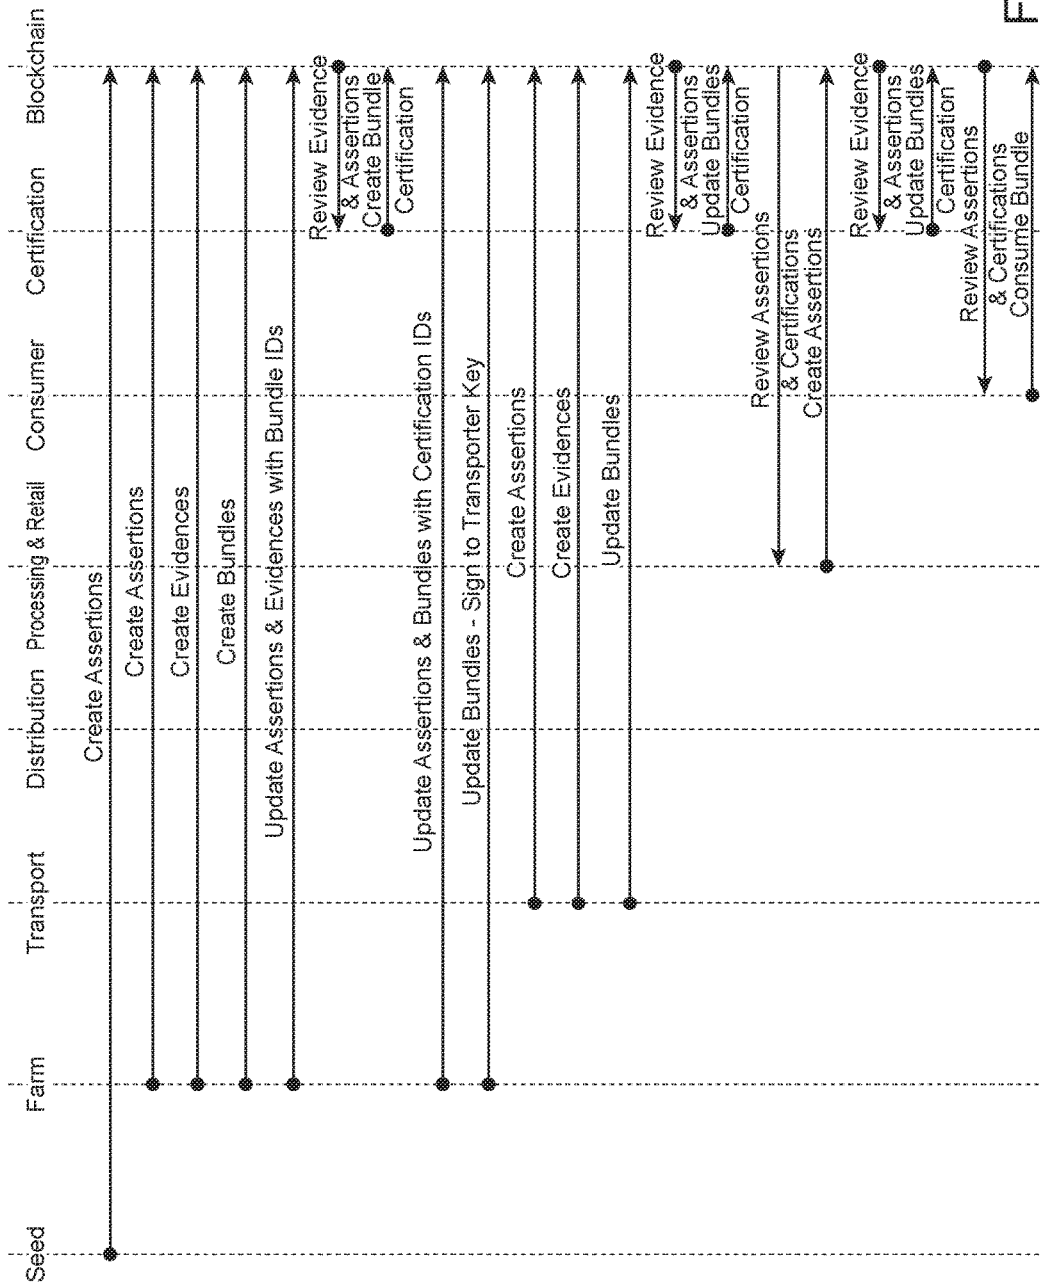 Seed
Farm
Transport
Distribution
Processing & Retail
Consumer
Certification
Blockchain
Create Assertions
Create Assertions
Create Evidences
Create Bundles
Update Assertions & Evidences with Bundle IDs
Review Evidence
& Assertions
Create Bundle
Certification
Update Assertions & Bundles with Certification IDs
Update Bundles - Sign to Transporter Key
Create Assertions
Create Evidences
Update Bundles
Review Evidence
& Assertions
Update Bundles
Certification
Review Assertions
& Certifications
Create Assertions
Review Evidence
& Assertions
Update Bundles
Certification
Review Assertions
& Certifications
Consume Bundle
F